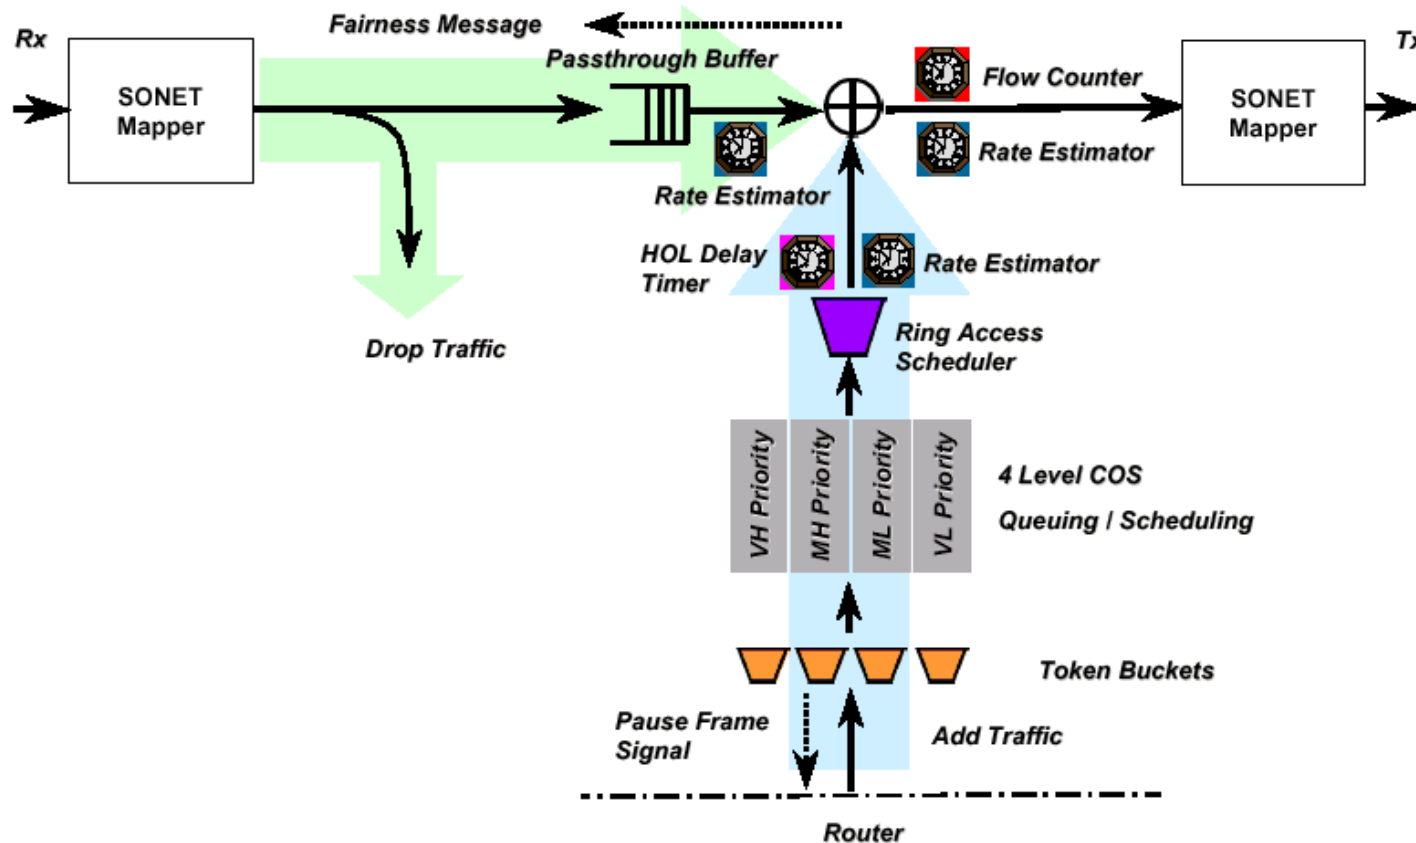 Fairness Message
Rx
Tx
Passthrough Buffer
SONET
Mapper
Flow Counter
SONET
Mapper
Rate Estimator
Rate Estimator
HOL Delay
Timer
Rate Estimator
Ring Access
Scheduler
Drop Traffic
VH Priority
MH Priority
ML Priority
VL Priority
4 Level COS
Queuing / Scheduling
Token Buckets
Pause Frame
Signal
Add Traffic
Router